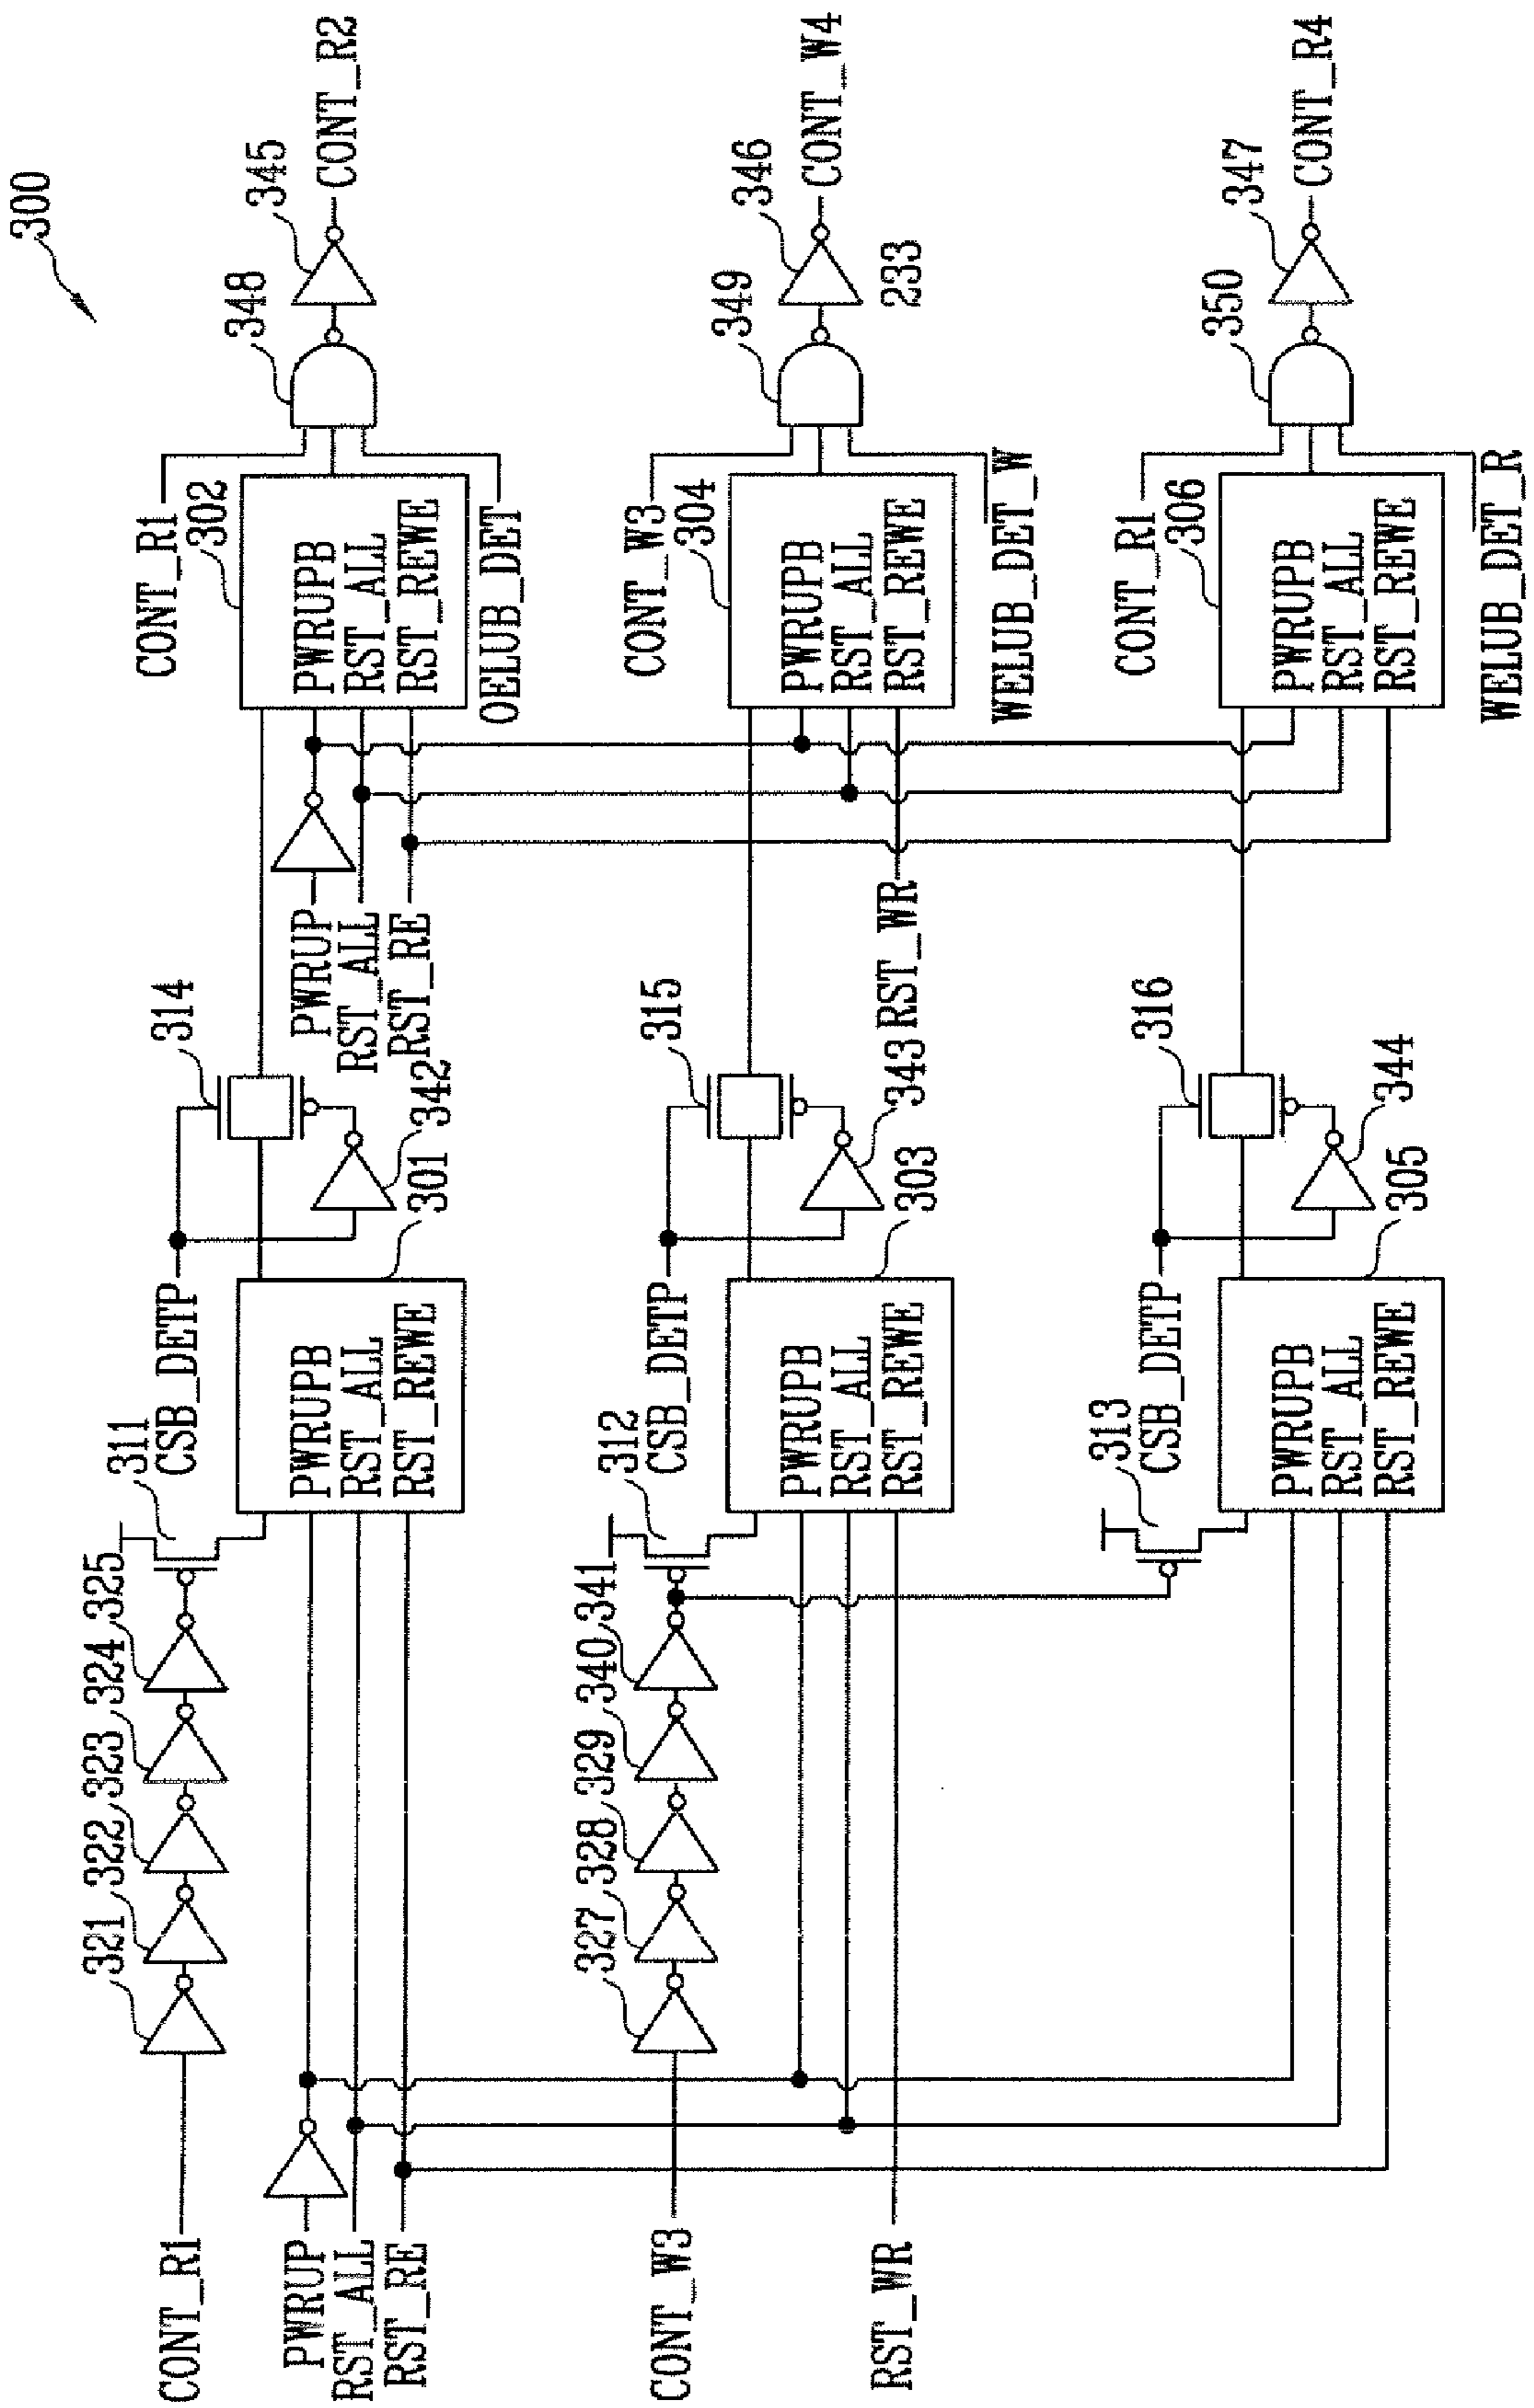 300
CONT_R1
321
322
323
324
325
311
CSB_DETP
314
342
301
PWRUPB
RST_ALL
RST_REWE
PWRUP
RST_ALL
RST_RE
PWRUP
RST_ALL
RST_RE
CONT_R1
302
PWRUPB
RST_ALL
RST_REWE
OELUB_DET
348
345
CONT_R2
CONT_W3
327
328
329
340
341
312
CSB_DETP
315
343
303
PWRUPB
RST_ALL
RST_REWE
RST_WR
RST_WR
CONT_W3
304
PWRUPB
RST_ALL
RST_REWE
WELUB_DET_W
349
346
233
CONT_W4
313
CSB_DETP
316
344
305
PWRUPB
RST_ALL
RST_REWE
CONT_R1
306
PWRUPB
RST_ALL
RST_REWE
WELUB_DET_R
350
347
CONT_R4